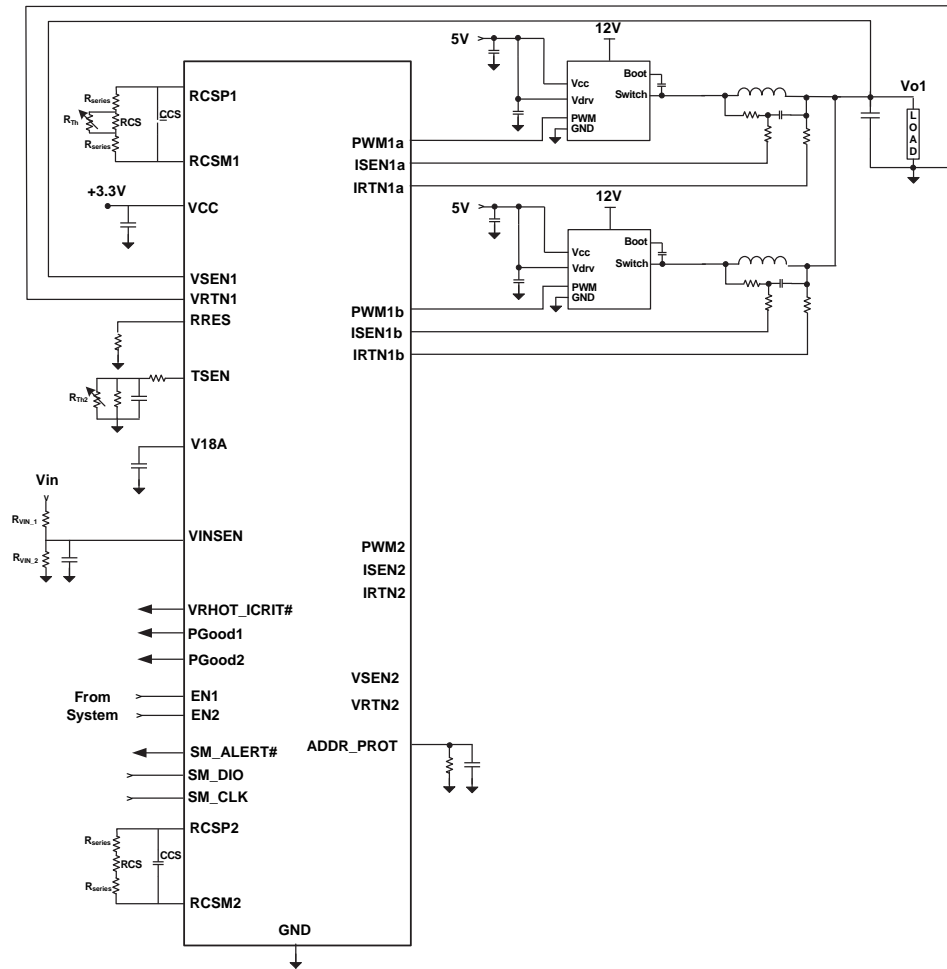 12V
5V
Boot
Vcc
Switch
Vdrv
PWM
GND
Vo1
LOAD
Rseries
RTh
RCS
Rseries
CCS
RCSP1
RCSM1
PWM1a
ISEN1a
IRTN1a
+3.3V
VCC
12V
5V
Boot
Vcc
Switch
Vdrv
PWM
GND
VSEN1
VRTN1
RRES
PWM1b
ISEN1b
IRTN1b
RTh2
TSEN
V18A
Vin
RVIN_1
RVIN_2
VINSEN
PWM2
ISEN2
IRTN2
VRHOT_ICRIT#
PGood1
PGood2
VSEN2
VRTN2
From
System
EN1
EN2
ADDR_PROT
SM_ALERT#
SM_DIO
SM_CLK
RCSP2
Rseries
RCS
Rseries
CCS
RCSM2
GND